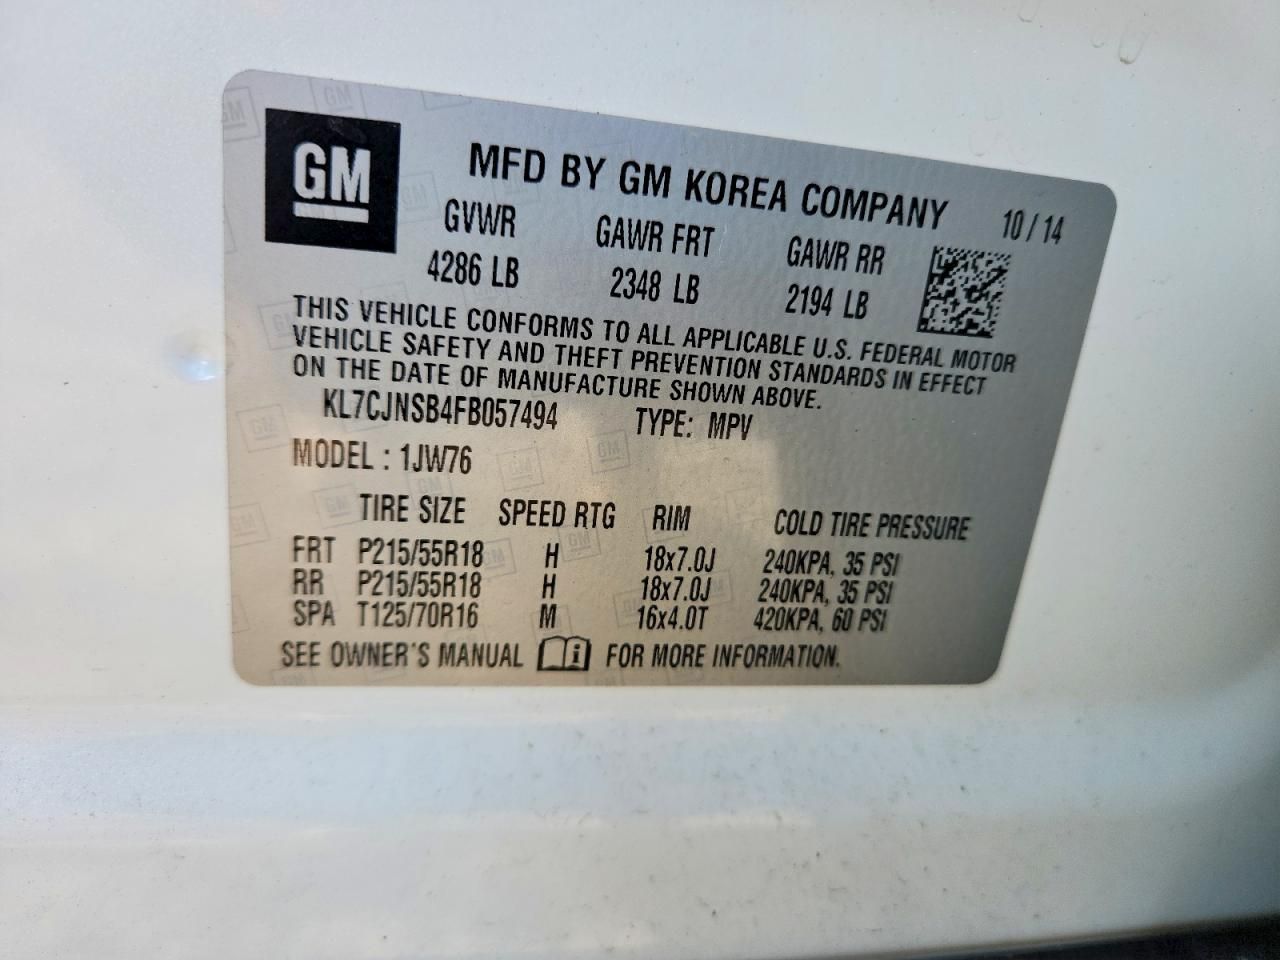 GM
MFD BY GM KOREA COMPANY 10 / 14
GVWR GAWR FRT GAWR RR
4286 LB 2348 LB 2194 LB
THIS VEHICLE CONFORMS TO ALL APPLICABLE U.S. FEDERAL MOTOR
VEHICLE SAFETY AND THEFT PREVENTION STANDARDS IN EFFECT
ON THE DATE OF MANUFACTURE SHOWN ABOVE.
KL7CJNSB4FB057494 TYPE: MPV
MODEL : 1JW76
TIRE SIZE SPEED RTG RIM COLD TIRE PRESSURE
FRT P215/55R18 H 18x7.0J 240KPA, 35 PSI
RR P215/55R18 H 18x7.0J 240KPA, 35 PSI
SPA T125/70R16 M 16x4.0T 420KPA, 60 PSI
SEE OWNER'S MANUAL i FOR MORE INFORMATION.